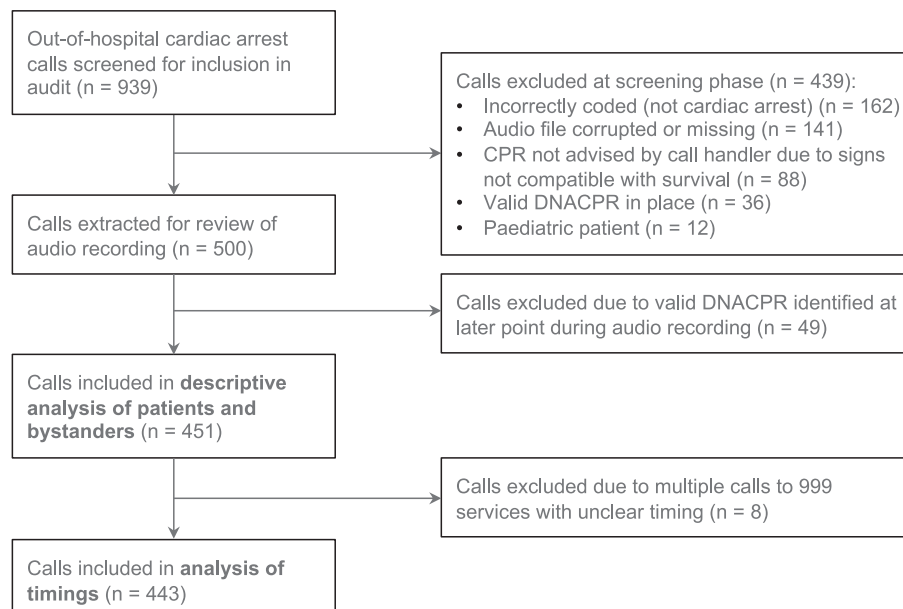 Out-of-hospital cardiac arrest
calls screened for inclusion in
audit (n = 939)
Calls excluded at screening phase (n = 439):
• Incorrectly coded (not cardiac arrest) (n = 162)
• Audio file corrupted or missing (n = 141)
• CPR not advised by call handler due to signs
not compatible with survival (n = 88)
• Valid DNACPR in place (n = 36)
• Paediatric patient (n = 12)
Calls extracted for review of
audio recording (n = 500)
Calls excluded due to valid DNACPR identified at
later point during audio recording (n = 49)
Calls included in descriptive
analysis of patients and
bystanders (n = 451)
Calls excluded due to multiple calls to 999
services with unclear timing (n = 8)
Calls included in analysis of
timings (n = 443)